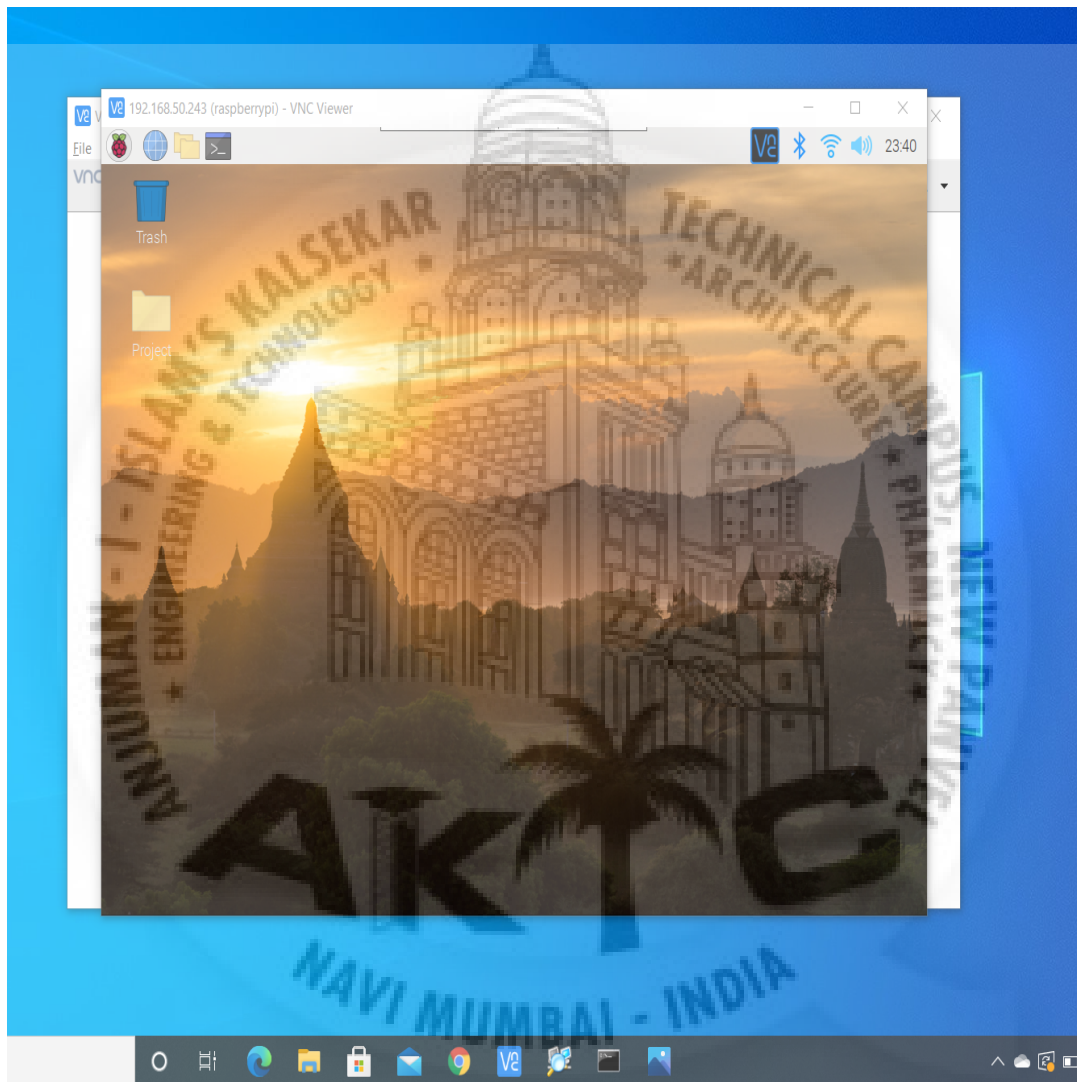 192.168.50.243 (raspberrypi) - VNC Viewer
File
23:40
Trash
Project
ANJUMAN - I - ISLAM'S KALSEKAR TECHNICAL CAMPUS, NEW PANVEL
* ENGINEERING & TECHNOLOGY * ARCHITECTURE * PHARMACY *
AKTC
NAVI MUMBAI - INDIA